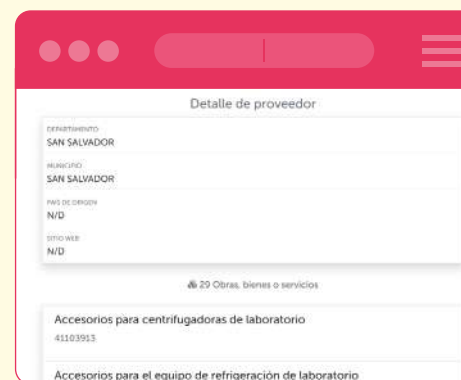 Detalle de proveedor
DEPARTAMENTO
SAN SALVADOR
MUNICIPIO
SAN SALVADOR
PAÍS DE ORIGEN
N/D
SITIO WEB
N/D
29 Obras, bienes o servicios
Accesorios para centrifugadoras de laboratorio
41103913
Accesorios para el equipo de refrigeración de laboratorio